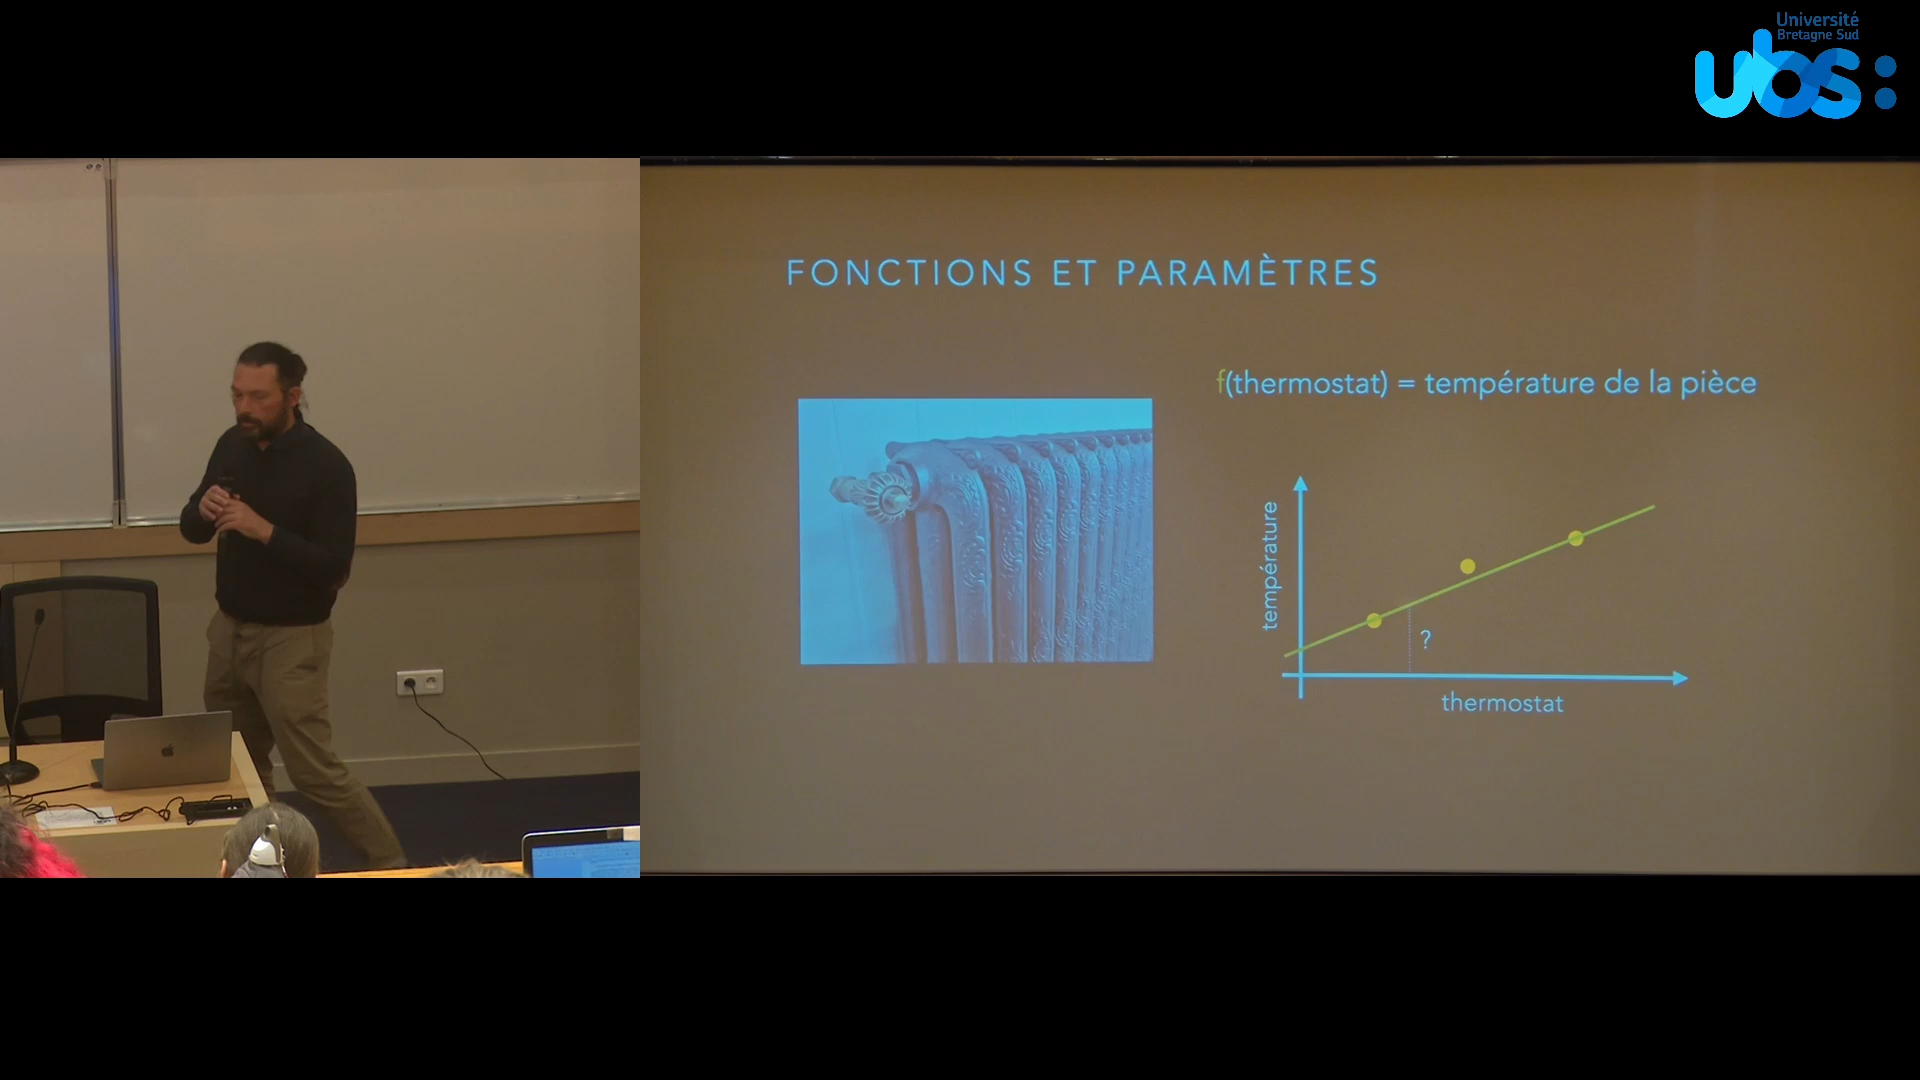 Université
Bretagne Sud
ubs:
FONCTIONS ET PARAMÈTRES
f(thermostat) = température de la pièce
température
?
thermostat